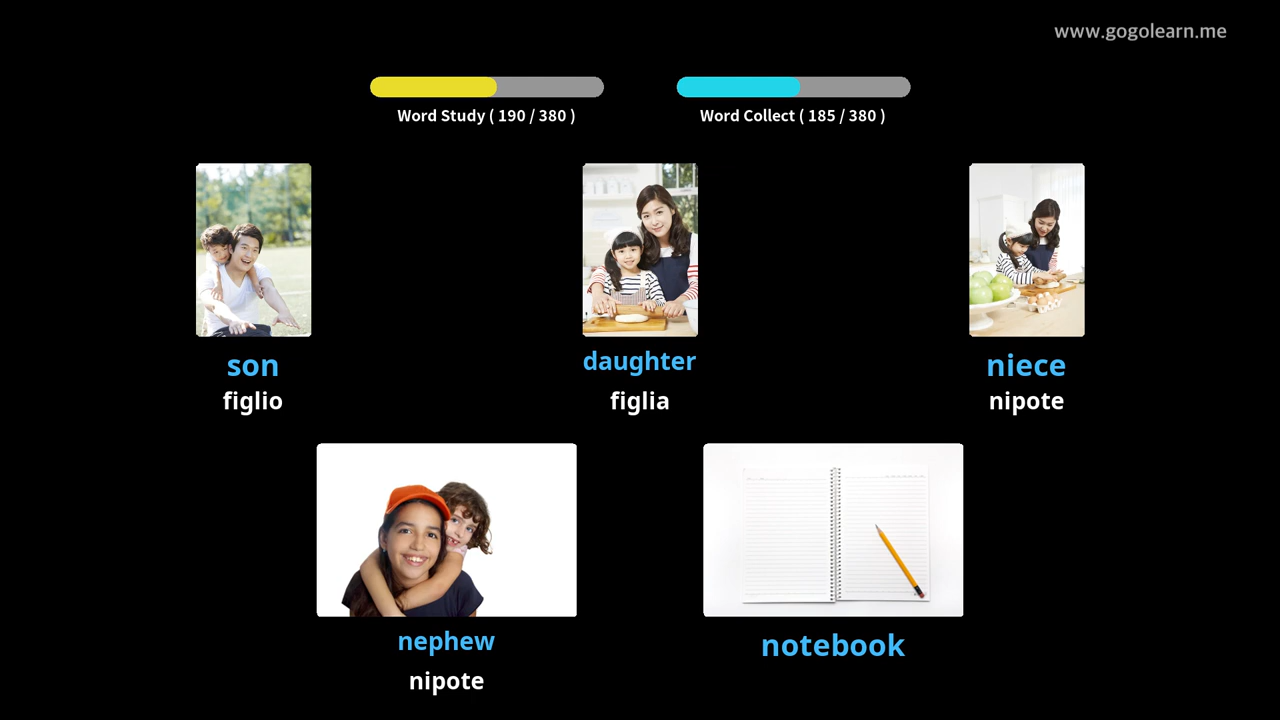 www.gogolearn.me
Word Study ( 190 / 380 )
Word Collect ( 185 / 380 )
son
figlio
daughter
figlia
niece
nipote
nephew
nipote
notebook